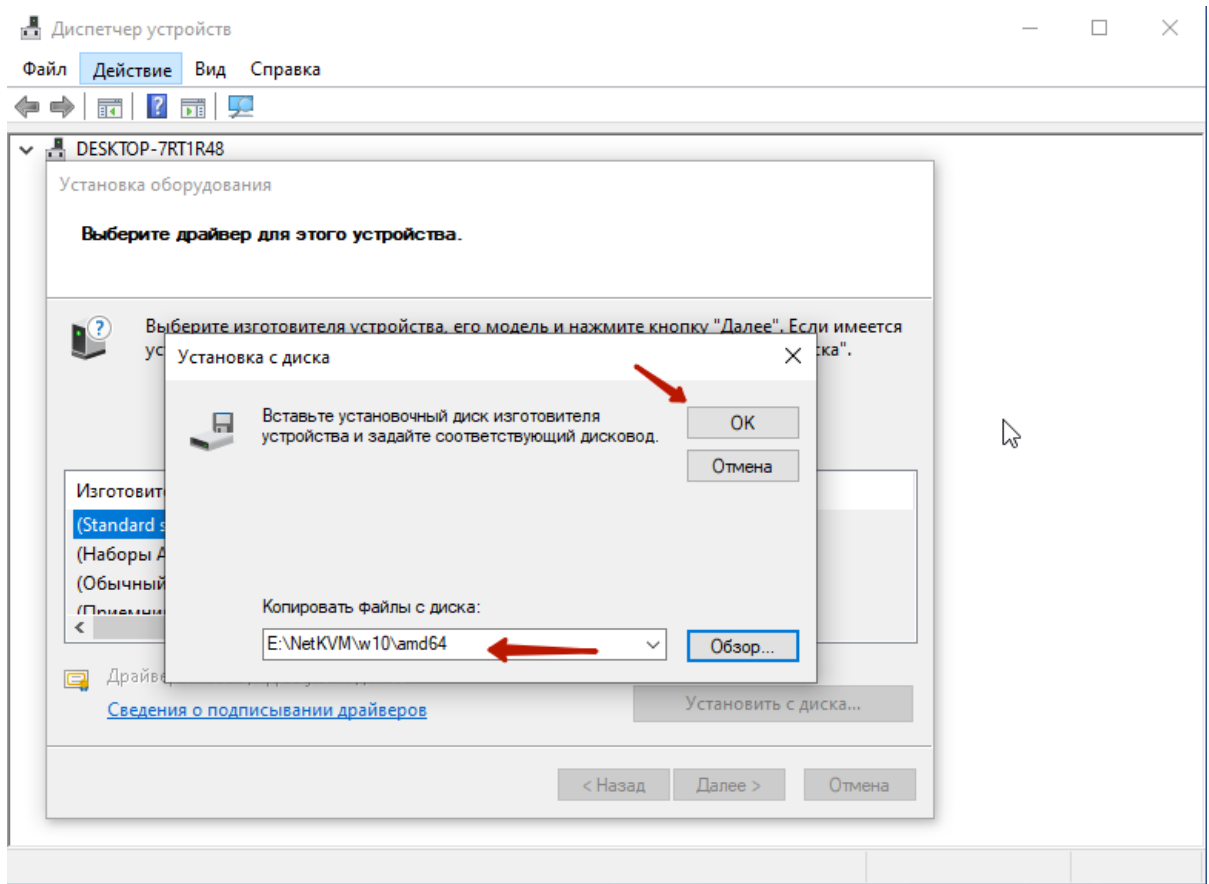 Диспетчер устройств
Файл Действие Вид Справка
DESKTOP-7RT1R48
Установка оборудования
Выберите драйвер для этого устройства.
Выберите изготовителя устройства, его модель и нажмите кнопку "Далее". Если имеется
Установка с диска
Вставьте установочный диск изготовителя
устройства и задайте соответствующий дисковод.
OK
Отмена
(Standard
(Наборы
(Обычный
Копировать файлы с диска:
E:\NetKVM\w10\amd64
Обзор...
Сведения о подписывании драйверов
Установить с диска...
< Назад Далее > Отмена